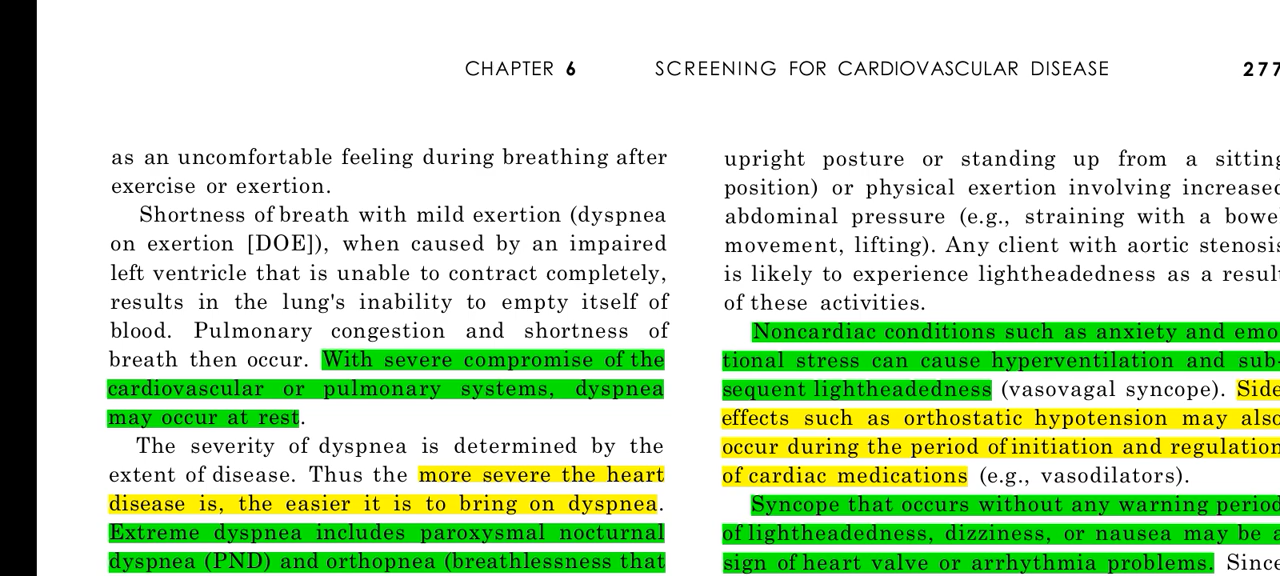 CHAPTER 6 SCREENING FOR CARDIOVASCULAR DISEASE 277
as an uncomfortable feeling during breathing after
exercise or exertion.
Shortness of breath with mild exertion (dyspnea
on exertion [DOE]), when caused by an impaired
left ventricle that is unable to contract completely,
results in the lung's inability to empty itself of
blood. Pulmonary congestion and shortness of
breath then occur. With severe compromise of the
cardiovascular or pulmonary systems, dyspnea
may occur at rest.
The severity of dyspnea is determined by the
extent of disease. Thus the more severe the heart
disease is, the easier it is to bring on dyspnea.
Extreme dyspnea includes paroxysmal nocturnal
dyspnea (PND) and orthopnea (breathlessness that
upright posture or standing up from a sitting
position) or physical exertion involving increased
abdominal pressure (e.g., straining with a bowel
movement, lifting). Any client with aortic stenosis
is likely to experience lightheadedness as a result
of these activities.
Noncardiac conditions such as anxiety and emo-
tional stress can cause hyperventilation and sub-
sequent lightheadedness (vasovagal syncope). Side
effects such as orthostatic hypotension may also
occur during the period of initiation and regulation
of cardiac medications (e.g., vasodilators).
Syncope that occurs without any warning period
of lightheadedness, dizziness, or nausea may be a
sign of heart valve or arrhythmia problems. Since